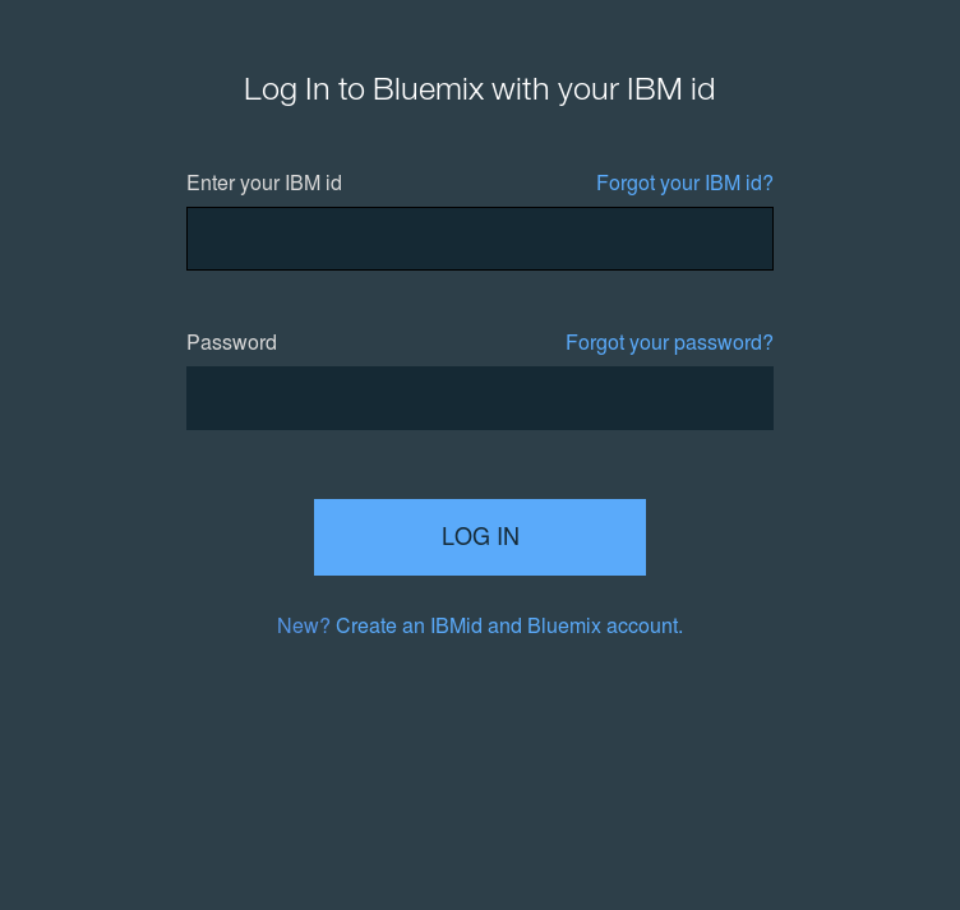 Log In to Bluemix with your IBM id
Enter your IBM id Forgot your IBM id?
Password Forgot your password?
LOG IN
New? Create an IBMid and Bluemix account.